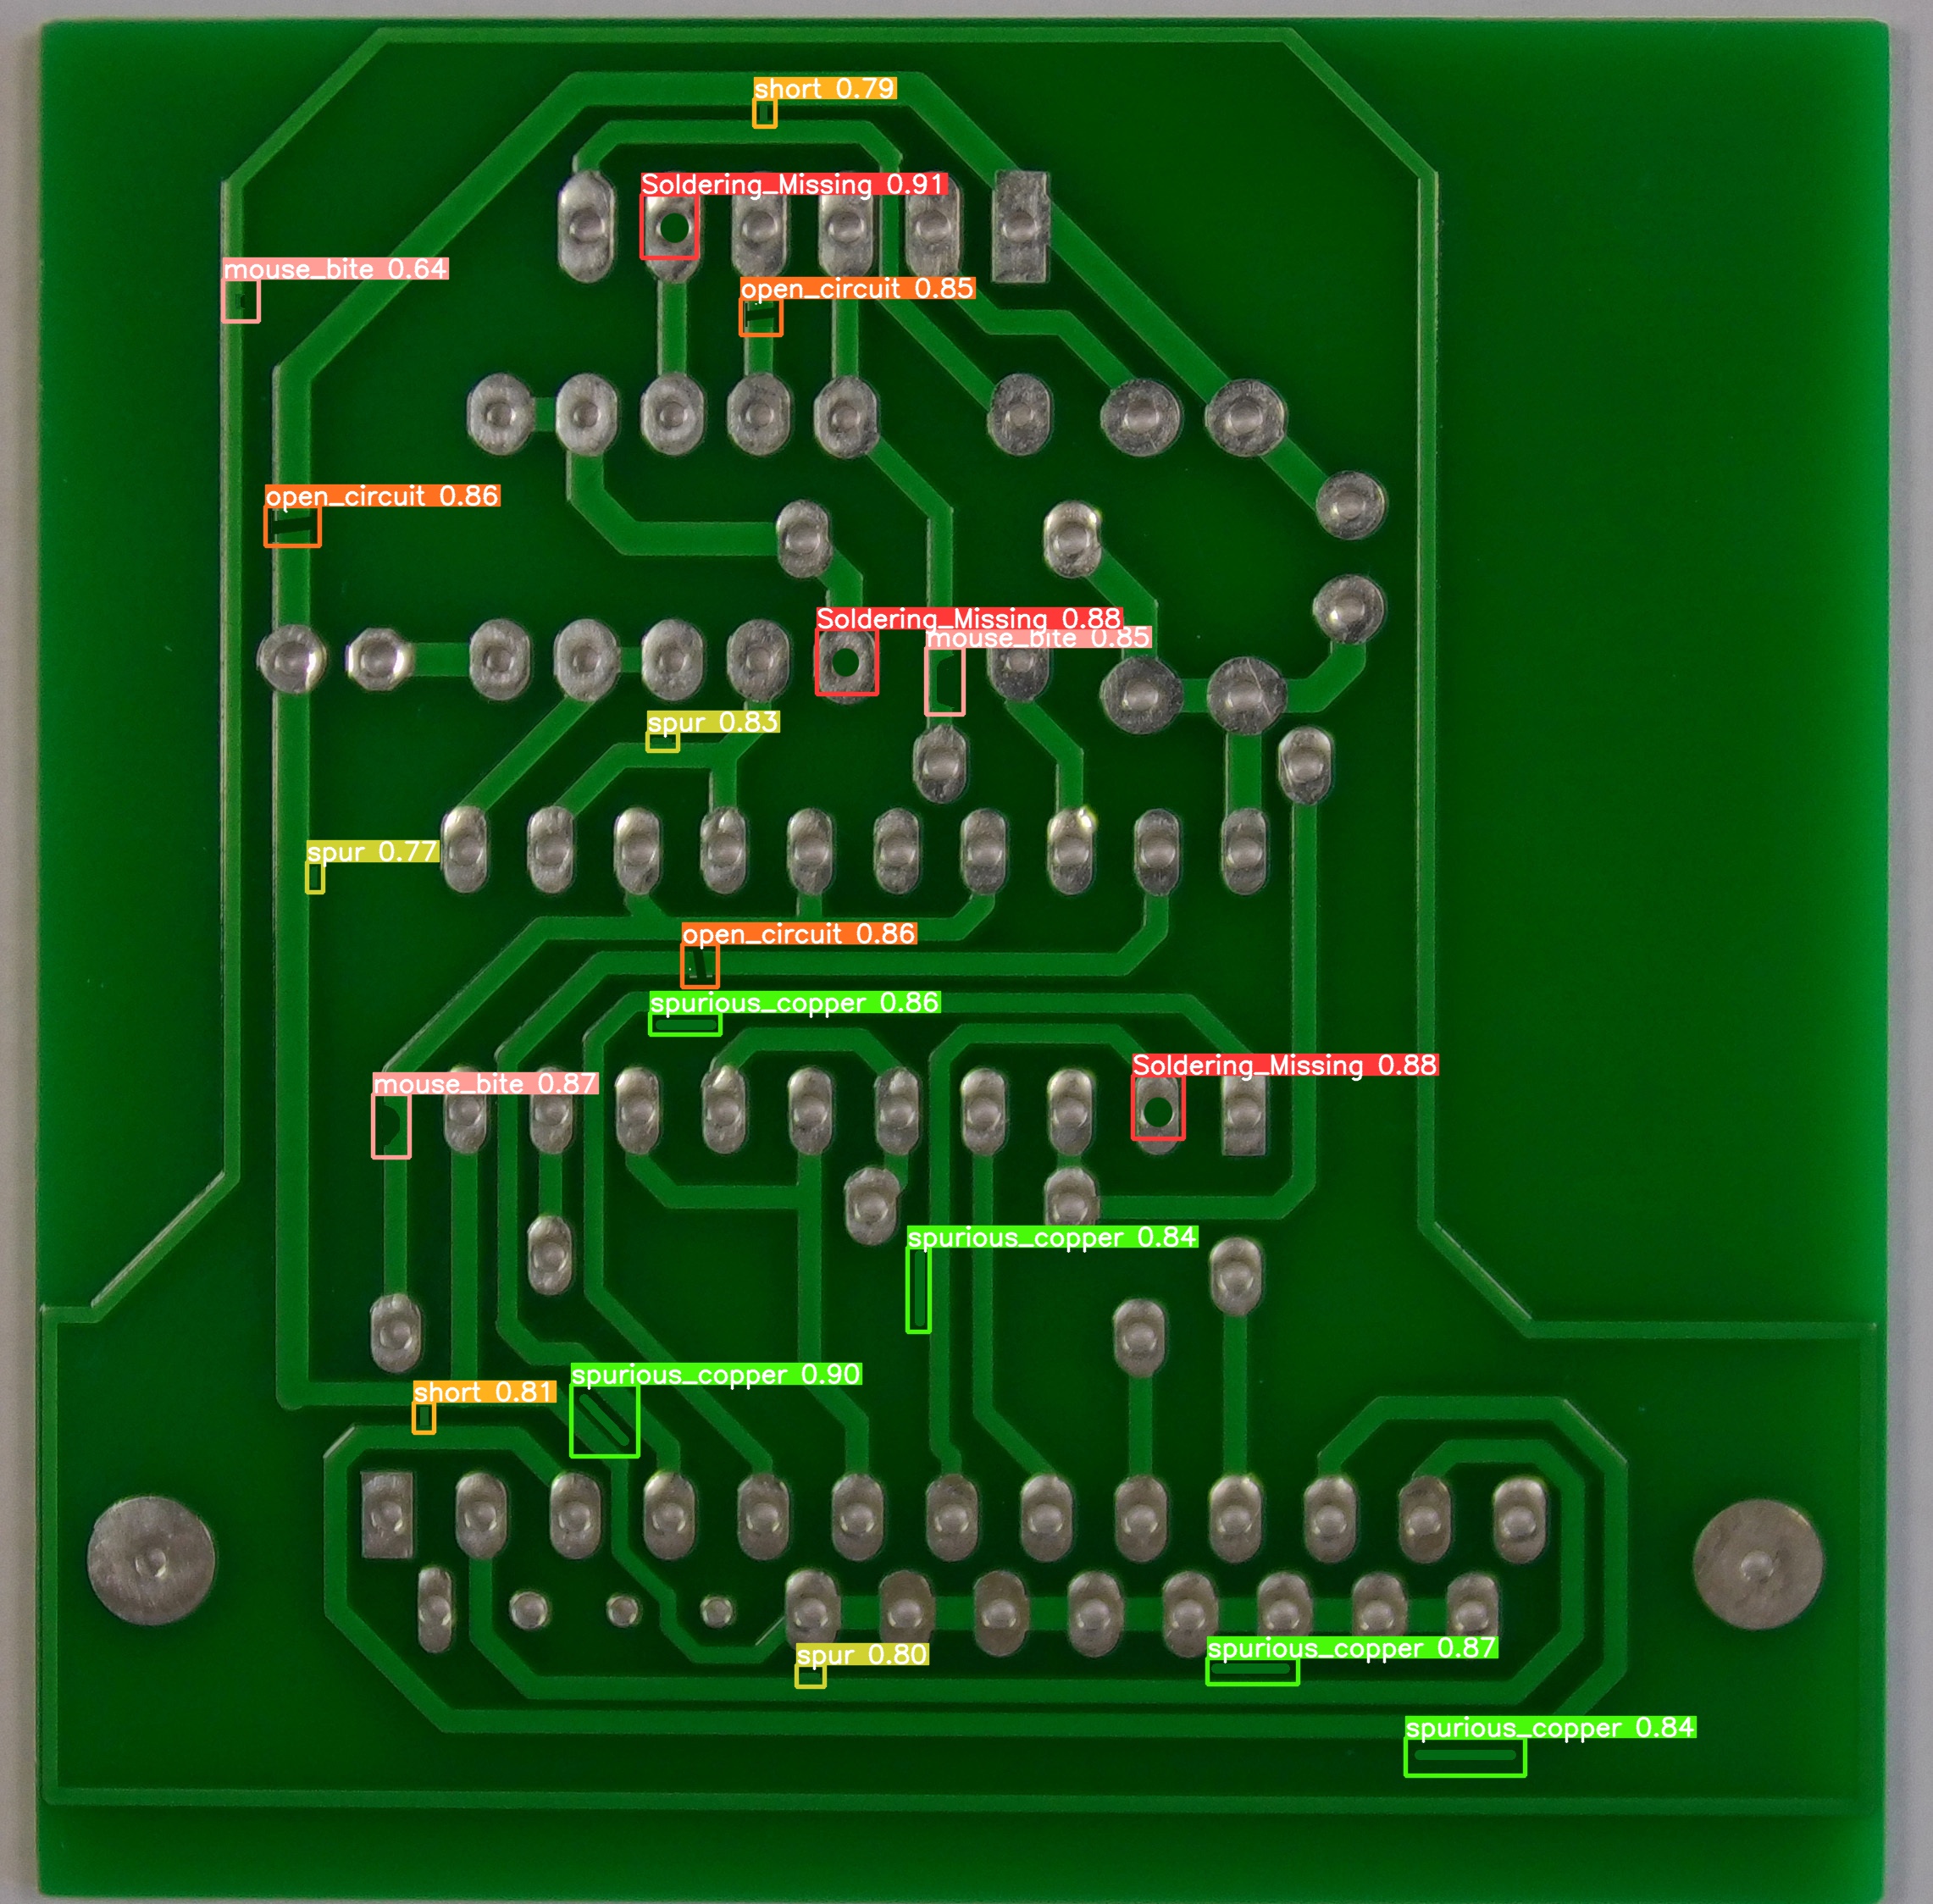 short 0.79
Soldering_Missing 0.91
mouse_bite 0.64
open_circuit 0.85
open_circuit 0.86
Soldering_Missing 0.88
mouse_bite 0.85
spur 0.83
spur 0.77
open_circuit 0.86
spurious_copper 0.86
Soldering_Missing 0.88
mouse_bite 0.87
spurious_copper 0.84
spurious_copper 0.90
short 0.81
spurious_copper 0.87
spur 0.80
spurious_copper 0.84